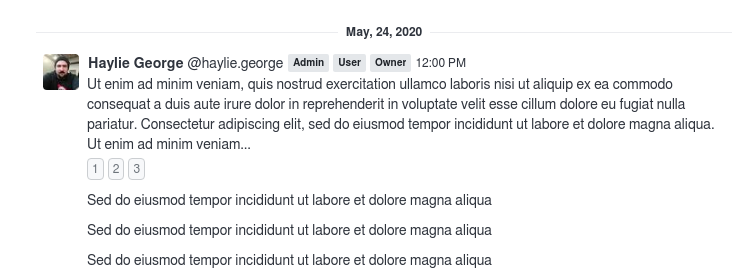 May, 24, 2020
Haylie George @haylie.george Admin User Owner 12:00 PM
Ut enim ad minim veniam, quis nostrud exercitation ullamco laboris nisi ut aliquip ex ea commodo
consequat a duis aute irure dolor in reprehenderit in voluptate velit esse cillum dolore eu fugiat nulla
pariatur. Consectetur adipiscing elit, sed do eiusmod tempor incididunt ut labore et dolore magna aliqua.
Ut enim ad minim veniam...
1 2 3
Sed do eiusmod tempor incididunt ut labore et dolore magna aliqua
Sed do eiusmod tempor incididunt ut labore et dolore magna aliqua
Sed do eiusmod tempor incididunt ut labore et dolore magna aliqua